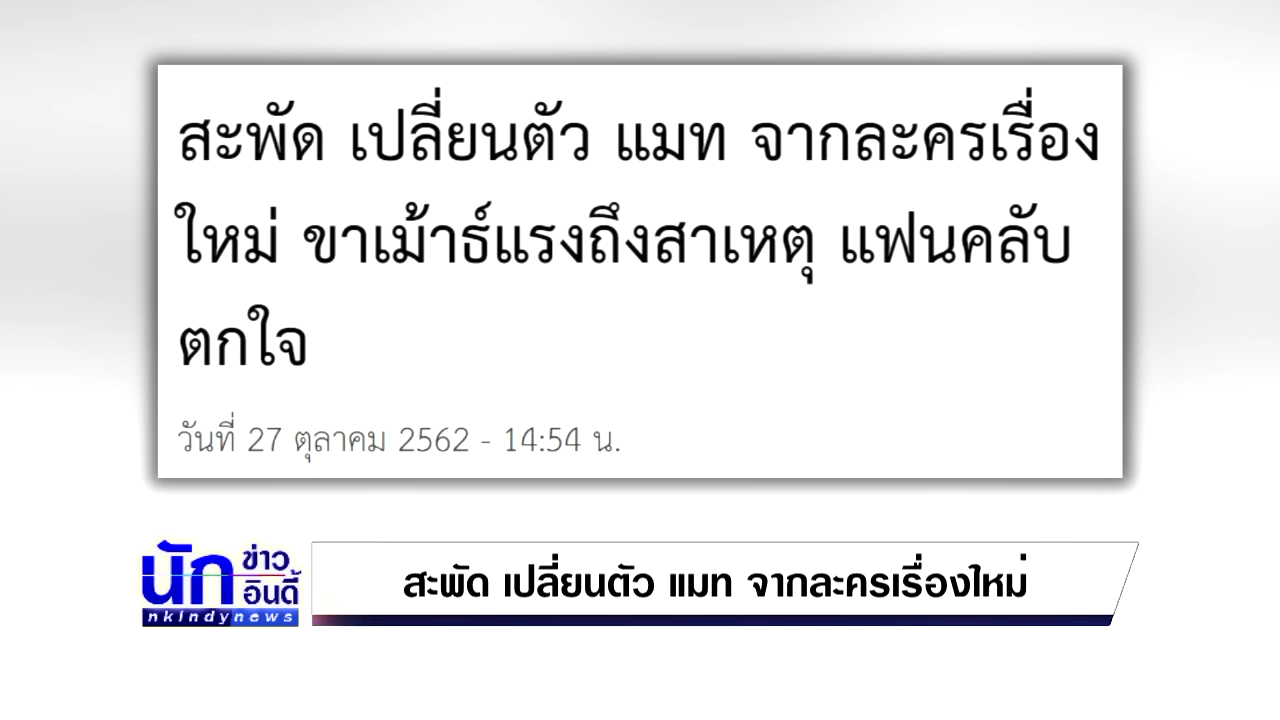 สะพัด เปลี่ยนตัว แมท จากละครเรื่อง
ใหม่ ขาเม้าธ์แรงถึงสาเหตุ แฟนคลับ
ตกใจ
วันที่ 27 ตุลาคม 2562 - 14:54 น.
นักข่าวอินดี้
nkindynews
สะพัด เปลี่ยนตัว แมท จากละครเรื่องใหม่